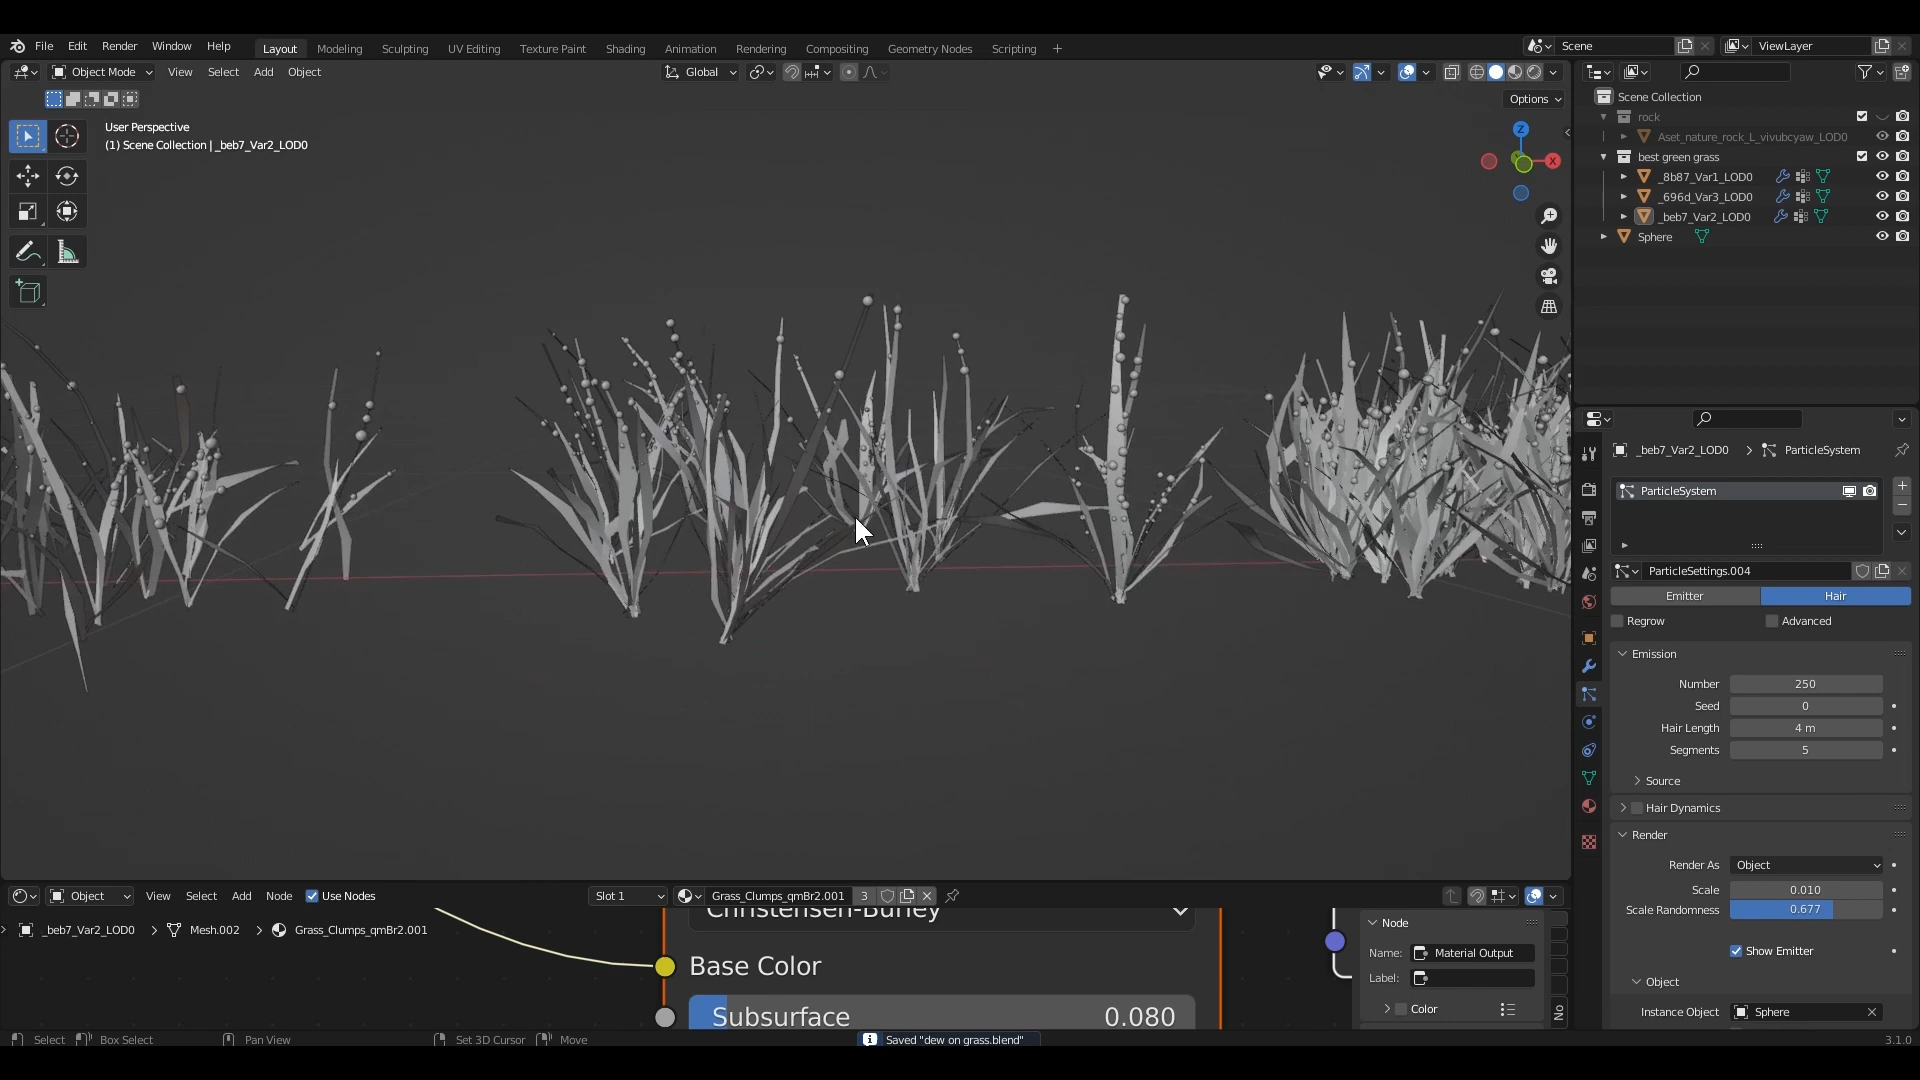 File Edit Render Window Help Layout Modeling Sculpting UV Editing Texture Paint Shading Animation Rendering Compositing Geometry Nodes Scripting + Scene ViewLayer
Object Mode View Select Add Object Global
Options
User Perspective
(1) Scene Collection | _beb7_Var2_LOD0
Z
X
Scene Collection
rock
Aset_nature_rock_L_vivubcyaw_LOD0
best green grass
_8b87_Var1_LOD0
_696d_Var3_LOD0
_beb7_Var2_LOD0
Sphere
_beb7_Var2_LOD0 > ParticleSystem
ParticleSystem
ParticleSettings.004
Emitter Hair
Regrow Advanced
Emission
Number 250
Seed 0
Hair Length 4 m
Segments 5
Source
Hair Dynamics
Render
Render As Object
Scale 0.010
Scale Randomness 0.677
Show Emitter
Object
Instance Object Sphere
Object View Select Add Node Use Nodes Slot 1 Grass_Clumps_qmBr2.001 3
_beb7_Var2_LOD0 > Mesh.002 > Grass_Clumps_qmBr2.001
Christensen-Burley
Base Color
Subsurface 0.080
Node
Name: Material Output
Label:
Color
No
Select Box Select Pan View Set 3D Cursor Move Saved "dew on grass.blend" 3.1.0